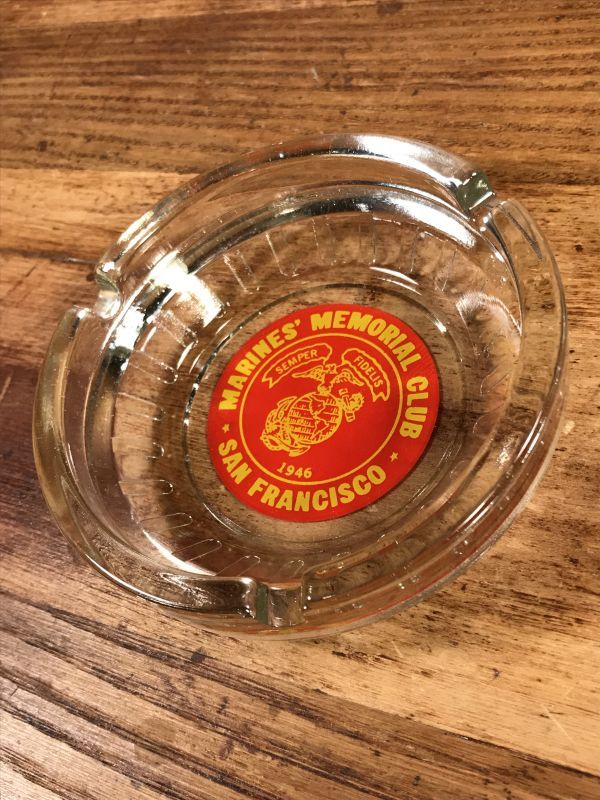 MARINES' MEMORIAL CLUB
SEMPER FIDELIS
1946
★ SAN FRANCISCO ★